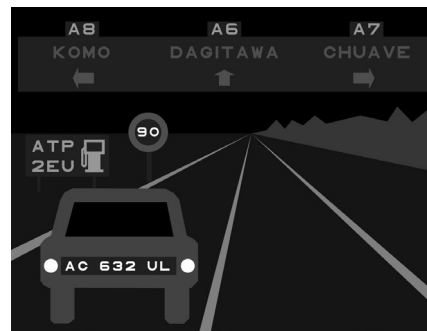 A8 A6 A7
KOMO DAGITAWA CHUAVE
90
ATP
2EU
AC 632 UL